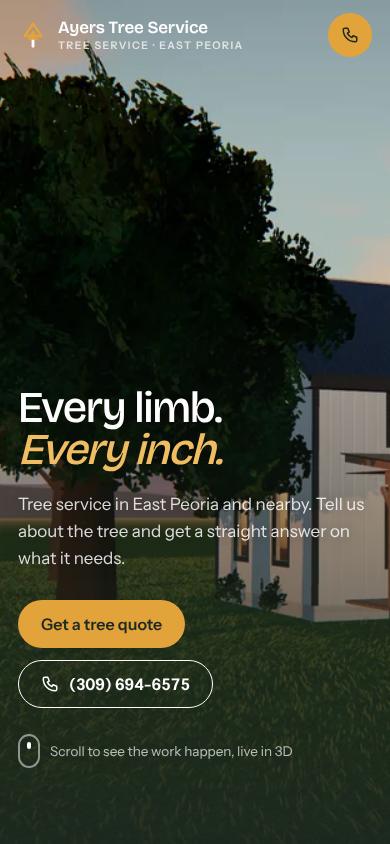 Ayers Tree Service
TREE SERVICE · EAST PEORIA
Every limb.
Every inch.
Tree service in East Peoria and nearby. Tell us
about the tree and get a straight answer on
what it needs.
Get a tree quote
(309) 694-6575
Scroll to see the work happen, live in 3D